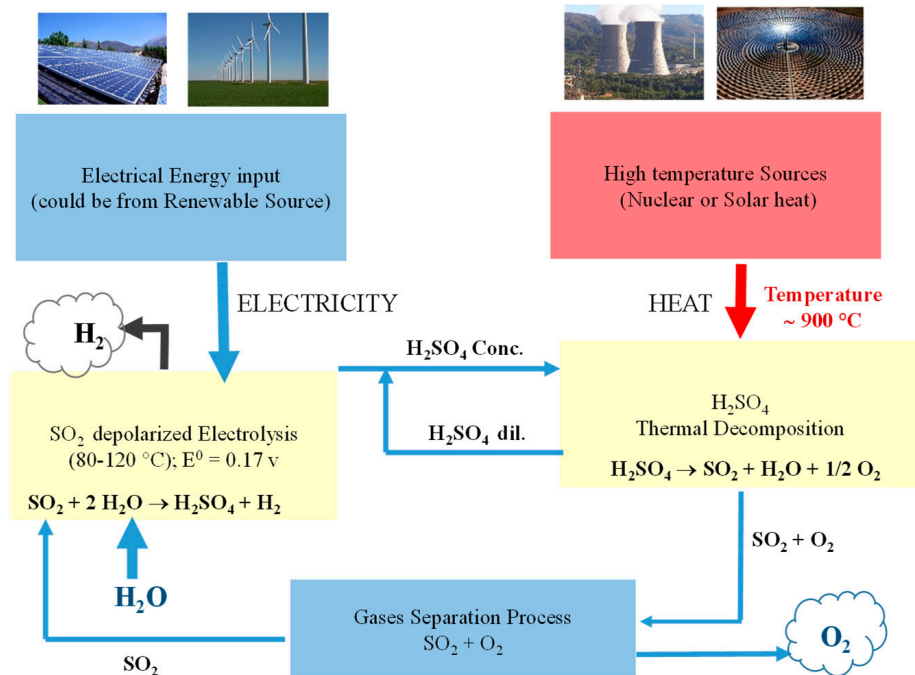 Electrical Energy input
(could be from Renewable Source)
High temperature Sources
(Nuclear or Solar heat)
ELECTRICITY
HEAT
Temperature
~ 900 °C
H₂
H₂SO₄ Conc.
H₂SO₄ dil.
SO₂ depolarized Electrolysis
(80-120 °C); E⁰ = 0.17 v
SO₂ + 2 H₂O → H₂SO₄ + H₂
H₂SO₄
Thermal Decomposition
H₂SO₄ → SO₂ + H₂O + 1/2 O₂
H₂O
SO₂ + O₂
Gases Separation Process
SO₂ + O₂
O₂
SO₂